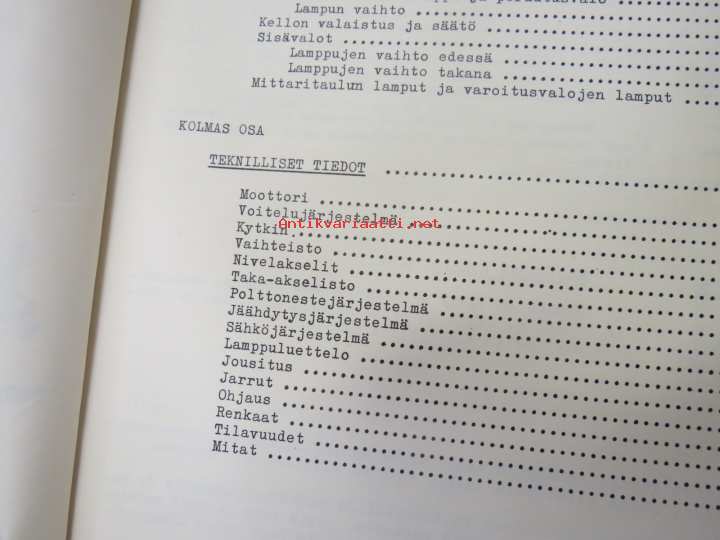 Lampun vaihto
Kellon valaistus ja säätö
Sisävalot
Lamppujen vaihto edessä
Lamppujen vaihto takana
Mittaritaulun lamput ja varoitusvalojen lamput
KOLMAS OSA
TEKNILLISET TIEDOT
Moottori
Voitelujärjestelmä
Antikvariaatti.net
Kytkin
Vaihteisto
Nivelakselit
Taka-akselisto
Polttonestejärjestelmä
Jäähdytysjärjestelmä
Sähköjärjestelmä
Lamppuluettelo
Jousitus
Jarrut
Ohjaus
Renkaat
Tilavuudet
Mitat